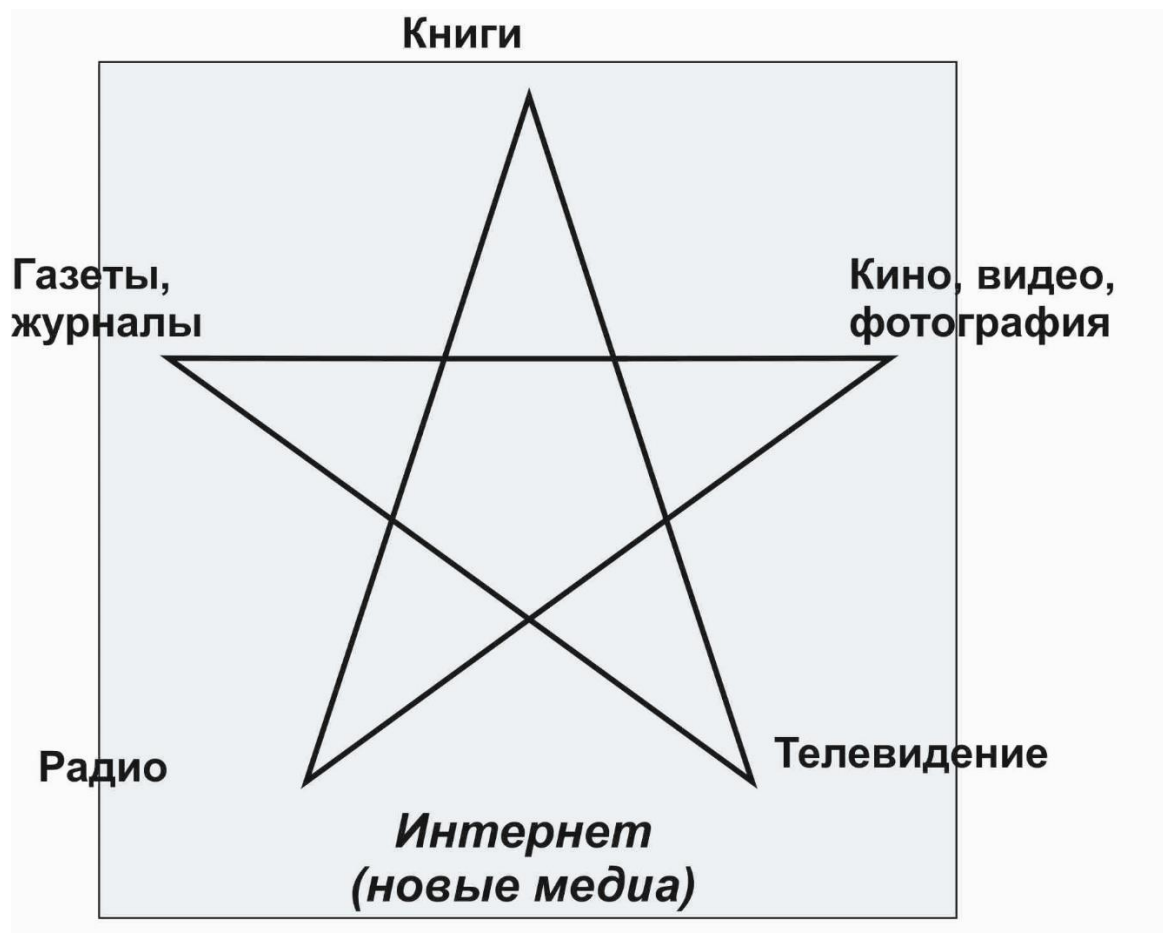 Книги
Газеты,
журналы
Кино, видео,
фотография
Радио
Телевидение
Интернет
(новые медиа)